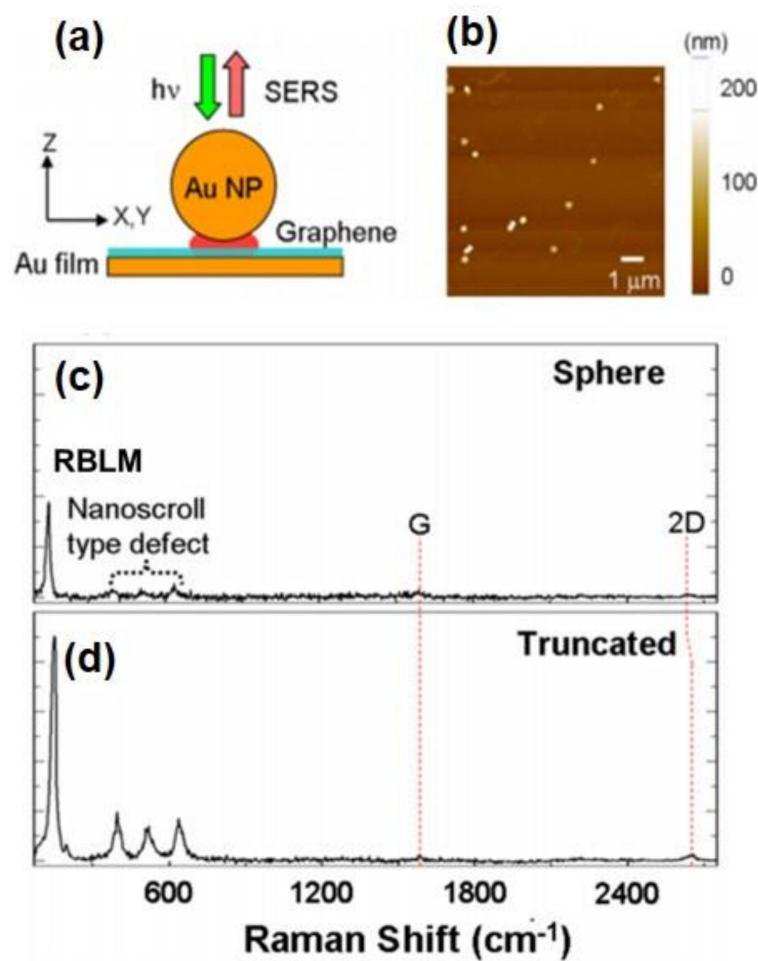 (a)
hν
SERS
Z
Au NP
X,Y
Graphene
Au film
(b)
(nm)
200
100
0
1 μm
(c)
Sphere
RBLM
Nanoscroll
type defect
G
2D
(d)
Truncated
600
1200
1800
2400
Raman Shift (cm-1)